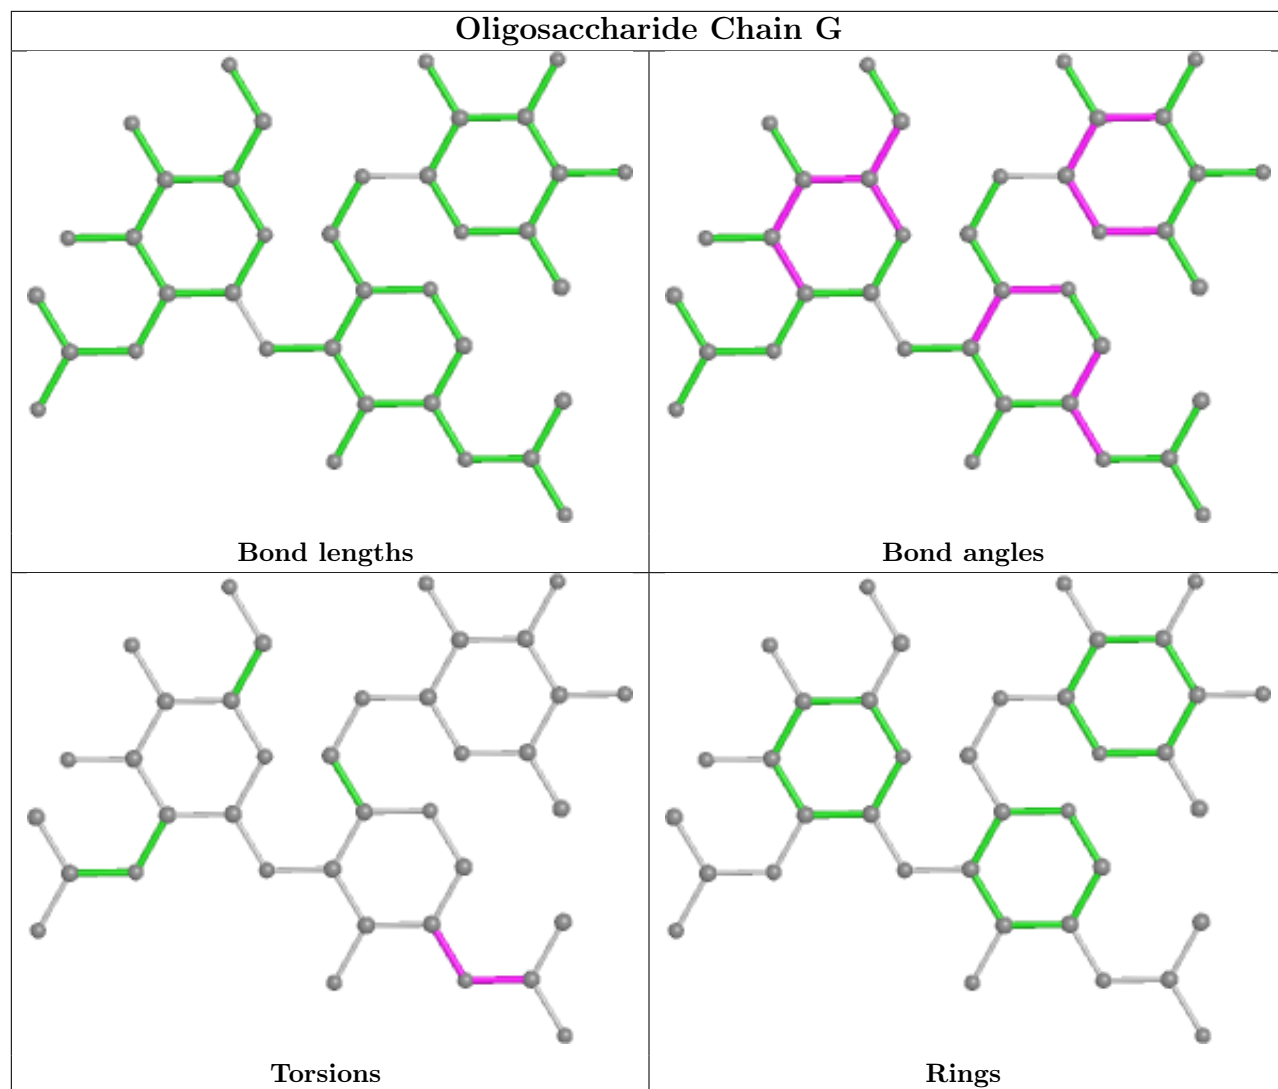 Oligosaccharide Chain G
Bond lengths
Bond angles
Torsions
Rings